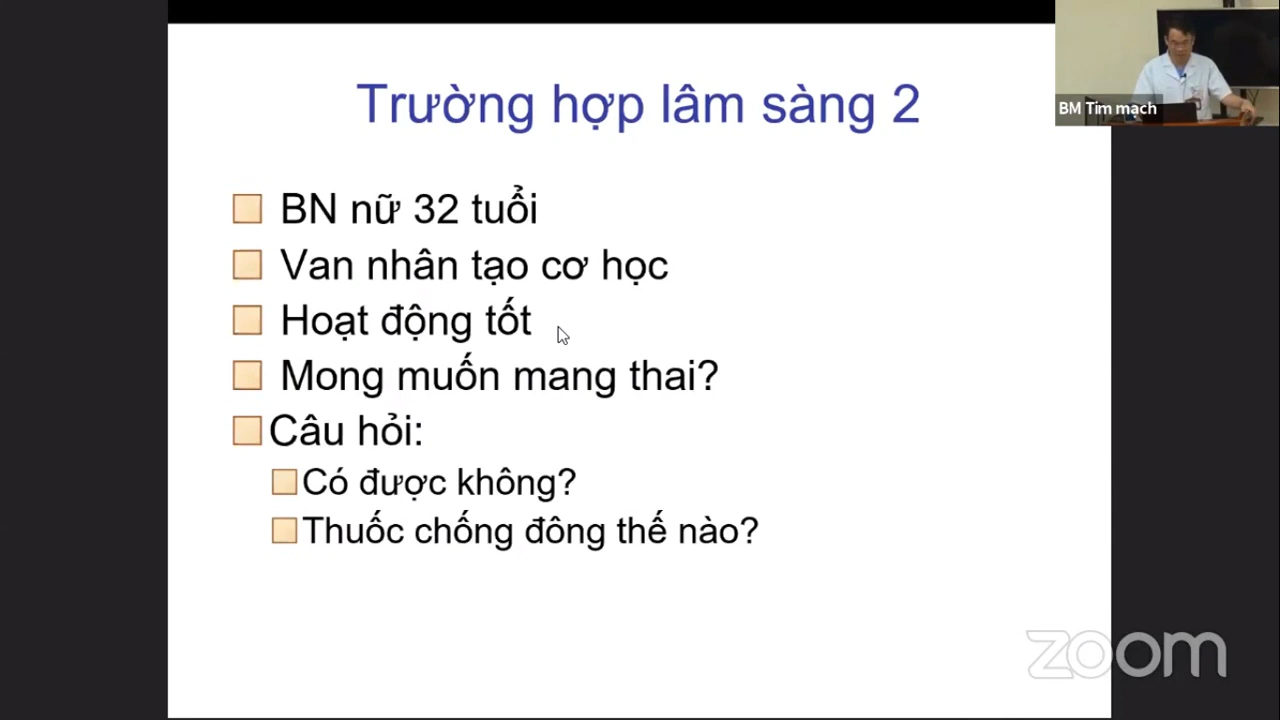 Trường hợp lâm sàng 2
BM Tim mạch
BN nữ 32 tuổi
Van nhân tạo cơ học
Hoạt động tốt
Mong muốn mang thai?
Câu hỏi:
Có được không?
Thuốc chống đông thế nào?
zoom